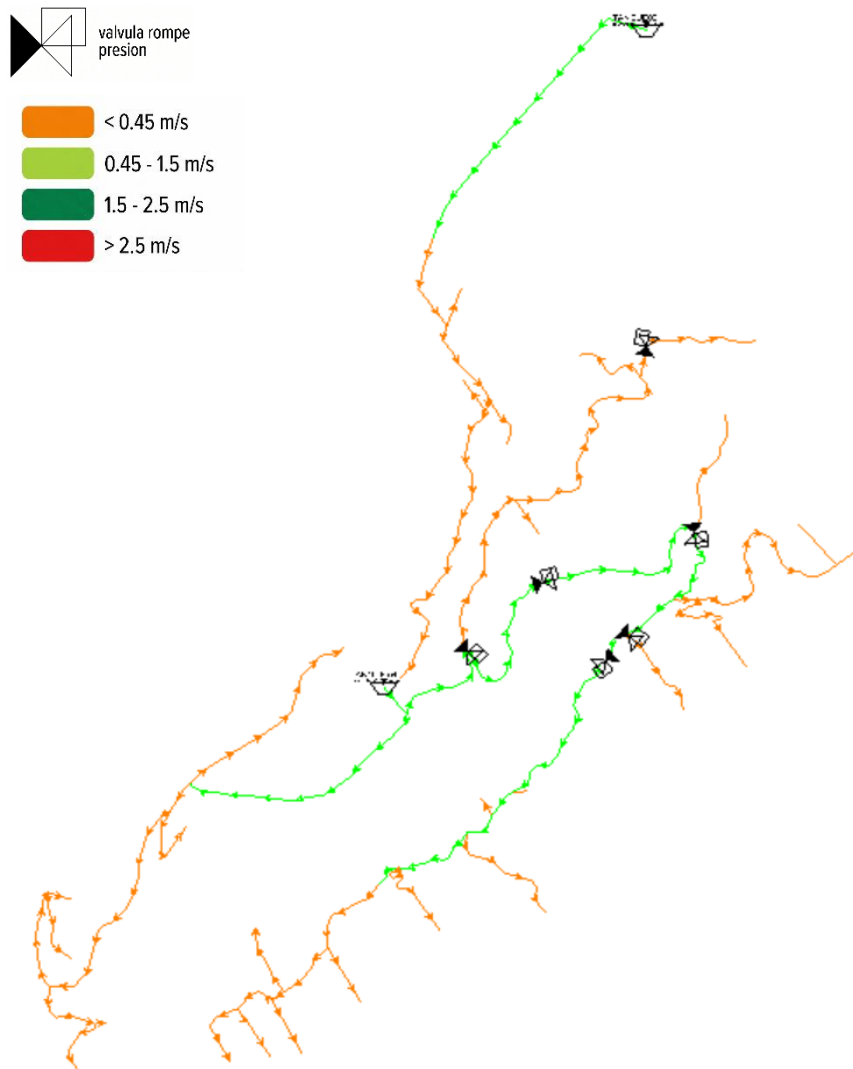 valvula rompe
presion
< 0.45 m/s
0.45 - 1.5 m/s
1.5 - 2.5 m/s
> 2.5 m/s